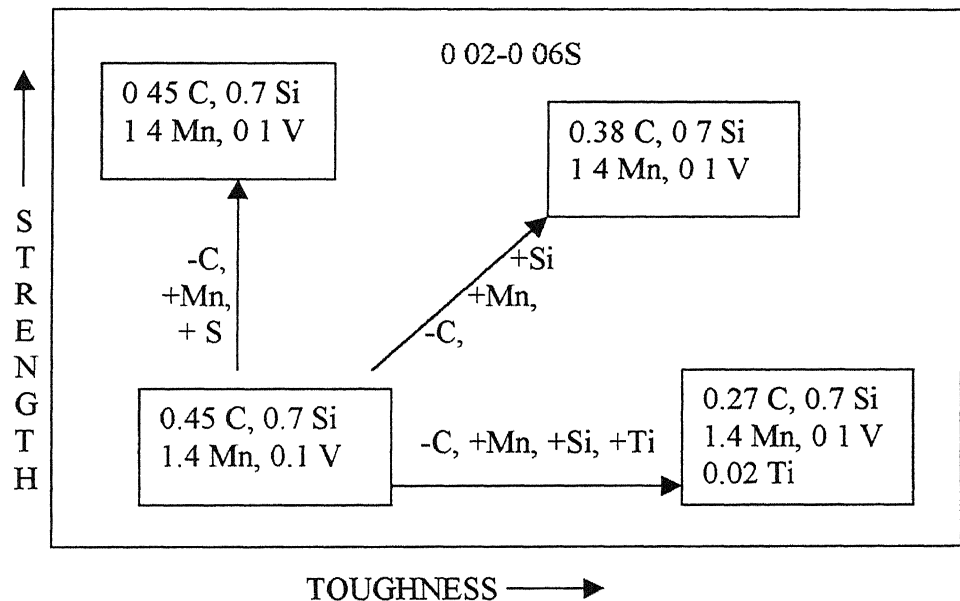 0 02-0 06S
0 45 C, 0.7 Si
1 4 Mn, 0 1 V
0.38 C, 0 7 Si
1 4 Mn, 0 1 V
STRENGTH
-C,
+Mn,
+ S
+Si
+Mn,
-C,
0.45 C, 0.7 Si
1.4 Mn, 0.1 V
-C, +Mn, +Si, +Ti
0.27 C, 0.7 Si
1.4 Mn, 0 1 V
0.02 Ti
TOUGHNESS